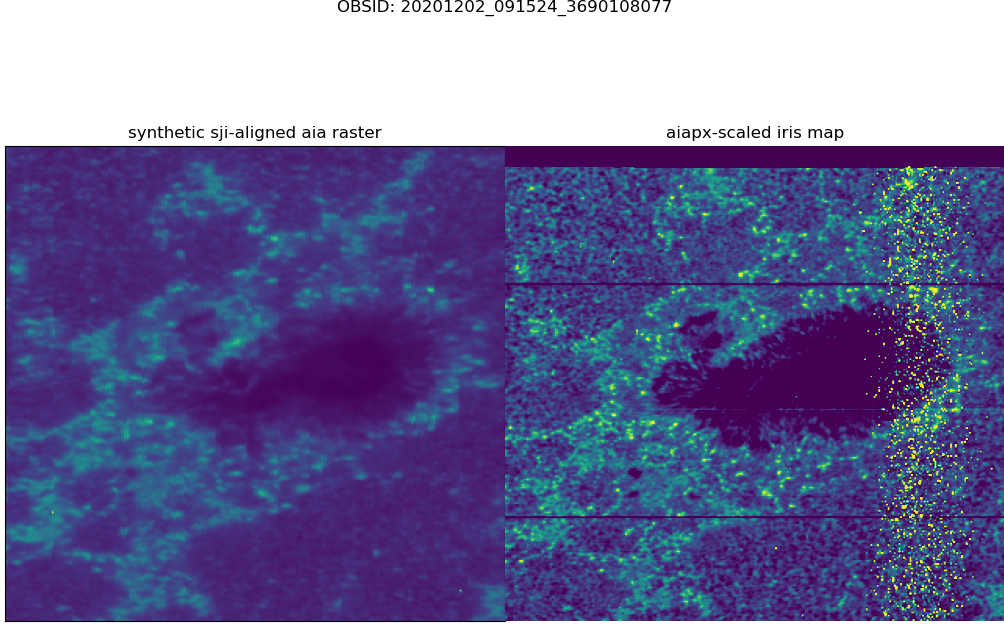 OBSID: 20201202_091524_3690108077
synthetic sji-aligned aia raster
aiapx-scaled iris map